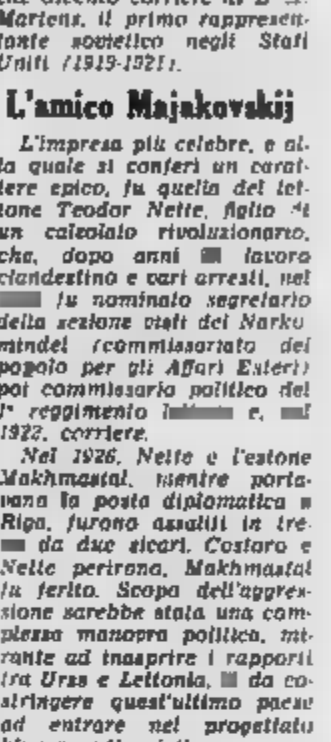 Martens, il primo rappresen-
tante sovietico negli Stati
Uniti (1919-1921).
L'amico Majakovskij
L'impresa più celebre, e al-
la quale si conferì un carat-
tere epico, fu quella del let-
tone Teodor Nette, figlio di
un calzolaio rivoluzionario,
che, dopo anni lavoro
clandestino e vari arresti, nel
fu nominato segretario
della sezione visti del Narko
mindel (commissariato del
popolo per gli Affari Esteri)
poi commissario politico del
1° reggimento e,
1922, corriere.
Nel 1926, Nette e l'estone
Makhmastal, mentre porta-
vano la posta diplomatica a
Riga, furono assaliti in tre-
da due sicari. Costoro e
Nette perirono, Makhmastal
fu ferito. Scopo dell'aggres-
sione sarebbe stata una com-
plessa manovra politica, mi-
rante ad inasprire i rapporti
tra Urss e Lettonia, da co-
stringere quest'ultimo paese
ad entrare nel progettato